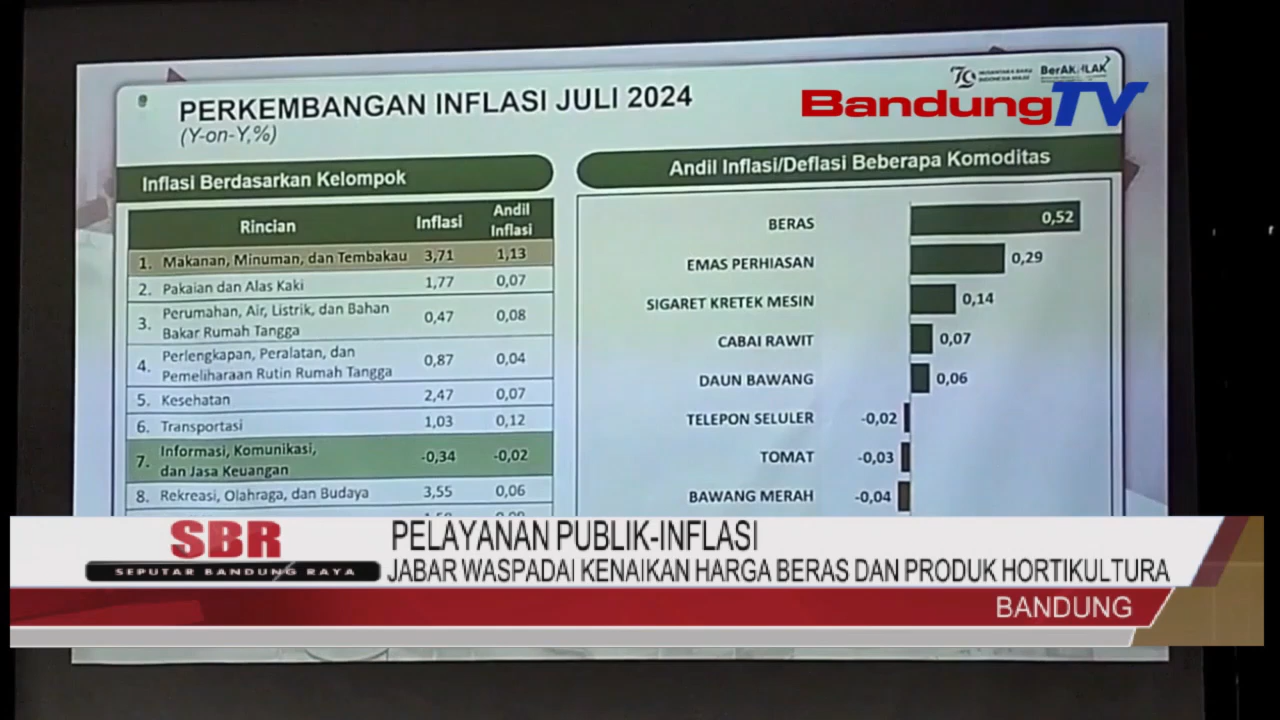 PERKEMBANGAN INFLASI JULI 2024
(Y-on-Y,%)
BerAKHLAK
BandungTV
Inflasi Berdasarkan Kelompok
Rincian Inflasi Andil Inflasi
1. Makanan, Minuman, dan Tembakau 3,71 1,13
2. Pakaian dan Alas Kaki 1,77 0,07
3. Perumahan, Air, Listrik, dan Bahan
Bakar Rumah Tangga 0,47 0,08
4. Perlengkapan, Peralatan, dan
Pemeliharaan Rutin Rumah Tangga 0,87 0,04
5. Kesehatan 2,47 0,07
6. Transportasi 1,03 0,12
7. Informasi, Komunikasi,
dan Jasa Keuangan -0,34 -0,02
8. Rekreasi, Olahraga, dan Budaya 3,55 0,06
Andil Inflasi/Deflasi Beberapa Komoditas
BERAS 0,52
EMAS PERHIASAN 0,29
SIGARET KRETEK MESIN 0,14
CABAI RAWIT 0,07
DAUN BAWANG 0,06
TELEPON SELULER -0,02
TOMAT -0,03
BAWANG MERAH -0,04
SBR
SEPUTAR BANDUNG RAYA
PELAYANAN PUBLIK-INFLASI
JABAR WASPADAI KENAIKAN HARGA BERAS DAN PRODUK HORTIKULTURA
BANDUNG